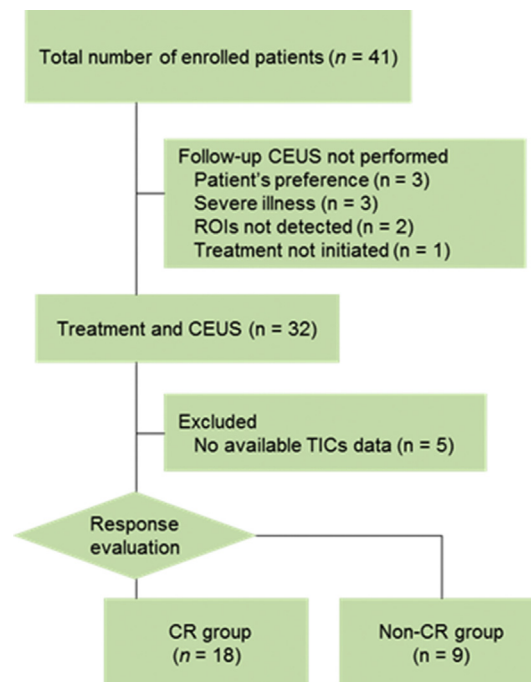 Total number of enrolled patients (n = 41)
Follow-up CEUS not performed
Patient's preference (n = 3)
Severe illness (n = 3)
ROIs not detected (n = 2)
Treatment not initiated (n = 1)
Treatment and CEUS (n = 32)
Excluded
No available TICs data (n = 5)
Response
evaluation
CR group
(n = 18)
Non-CR group
(n = 9)